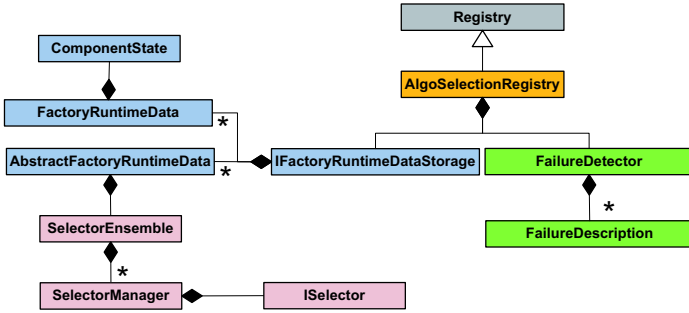 Registry
ComponentState
AlgoSelectionRegistry
FactoryRuntimeData
*
AbstractFactoryRuntimeData
*
IFactoryRuntimeDataStorage
FailureDetector
*
SelectorEnsemble
FailureDescription
*
SelectorManager
ISelector